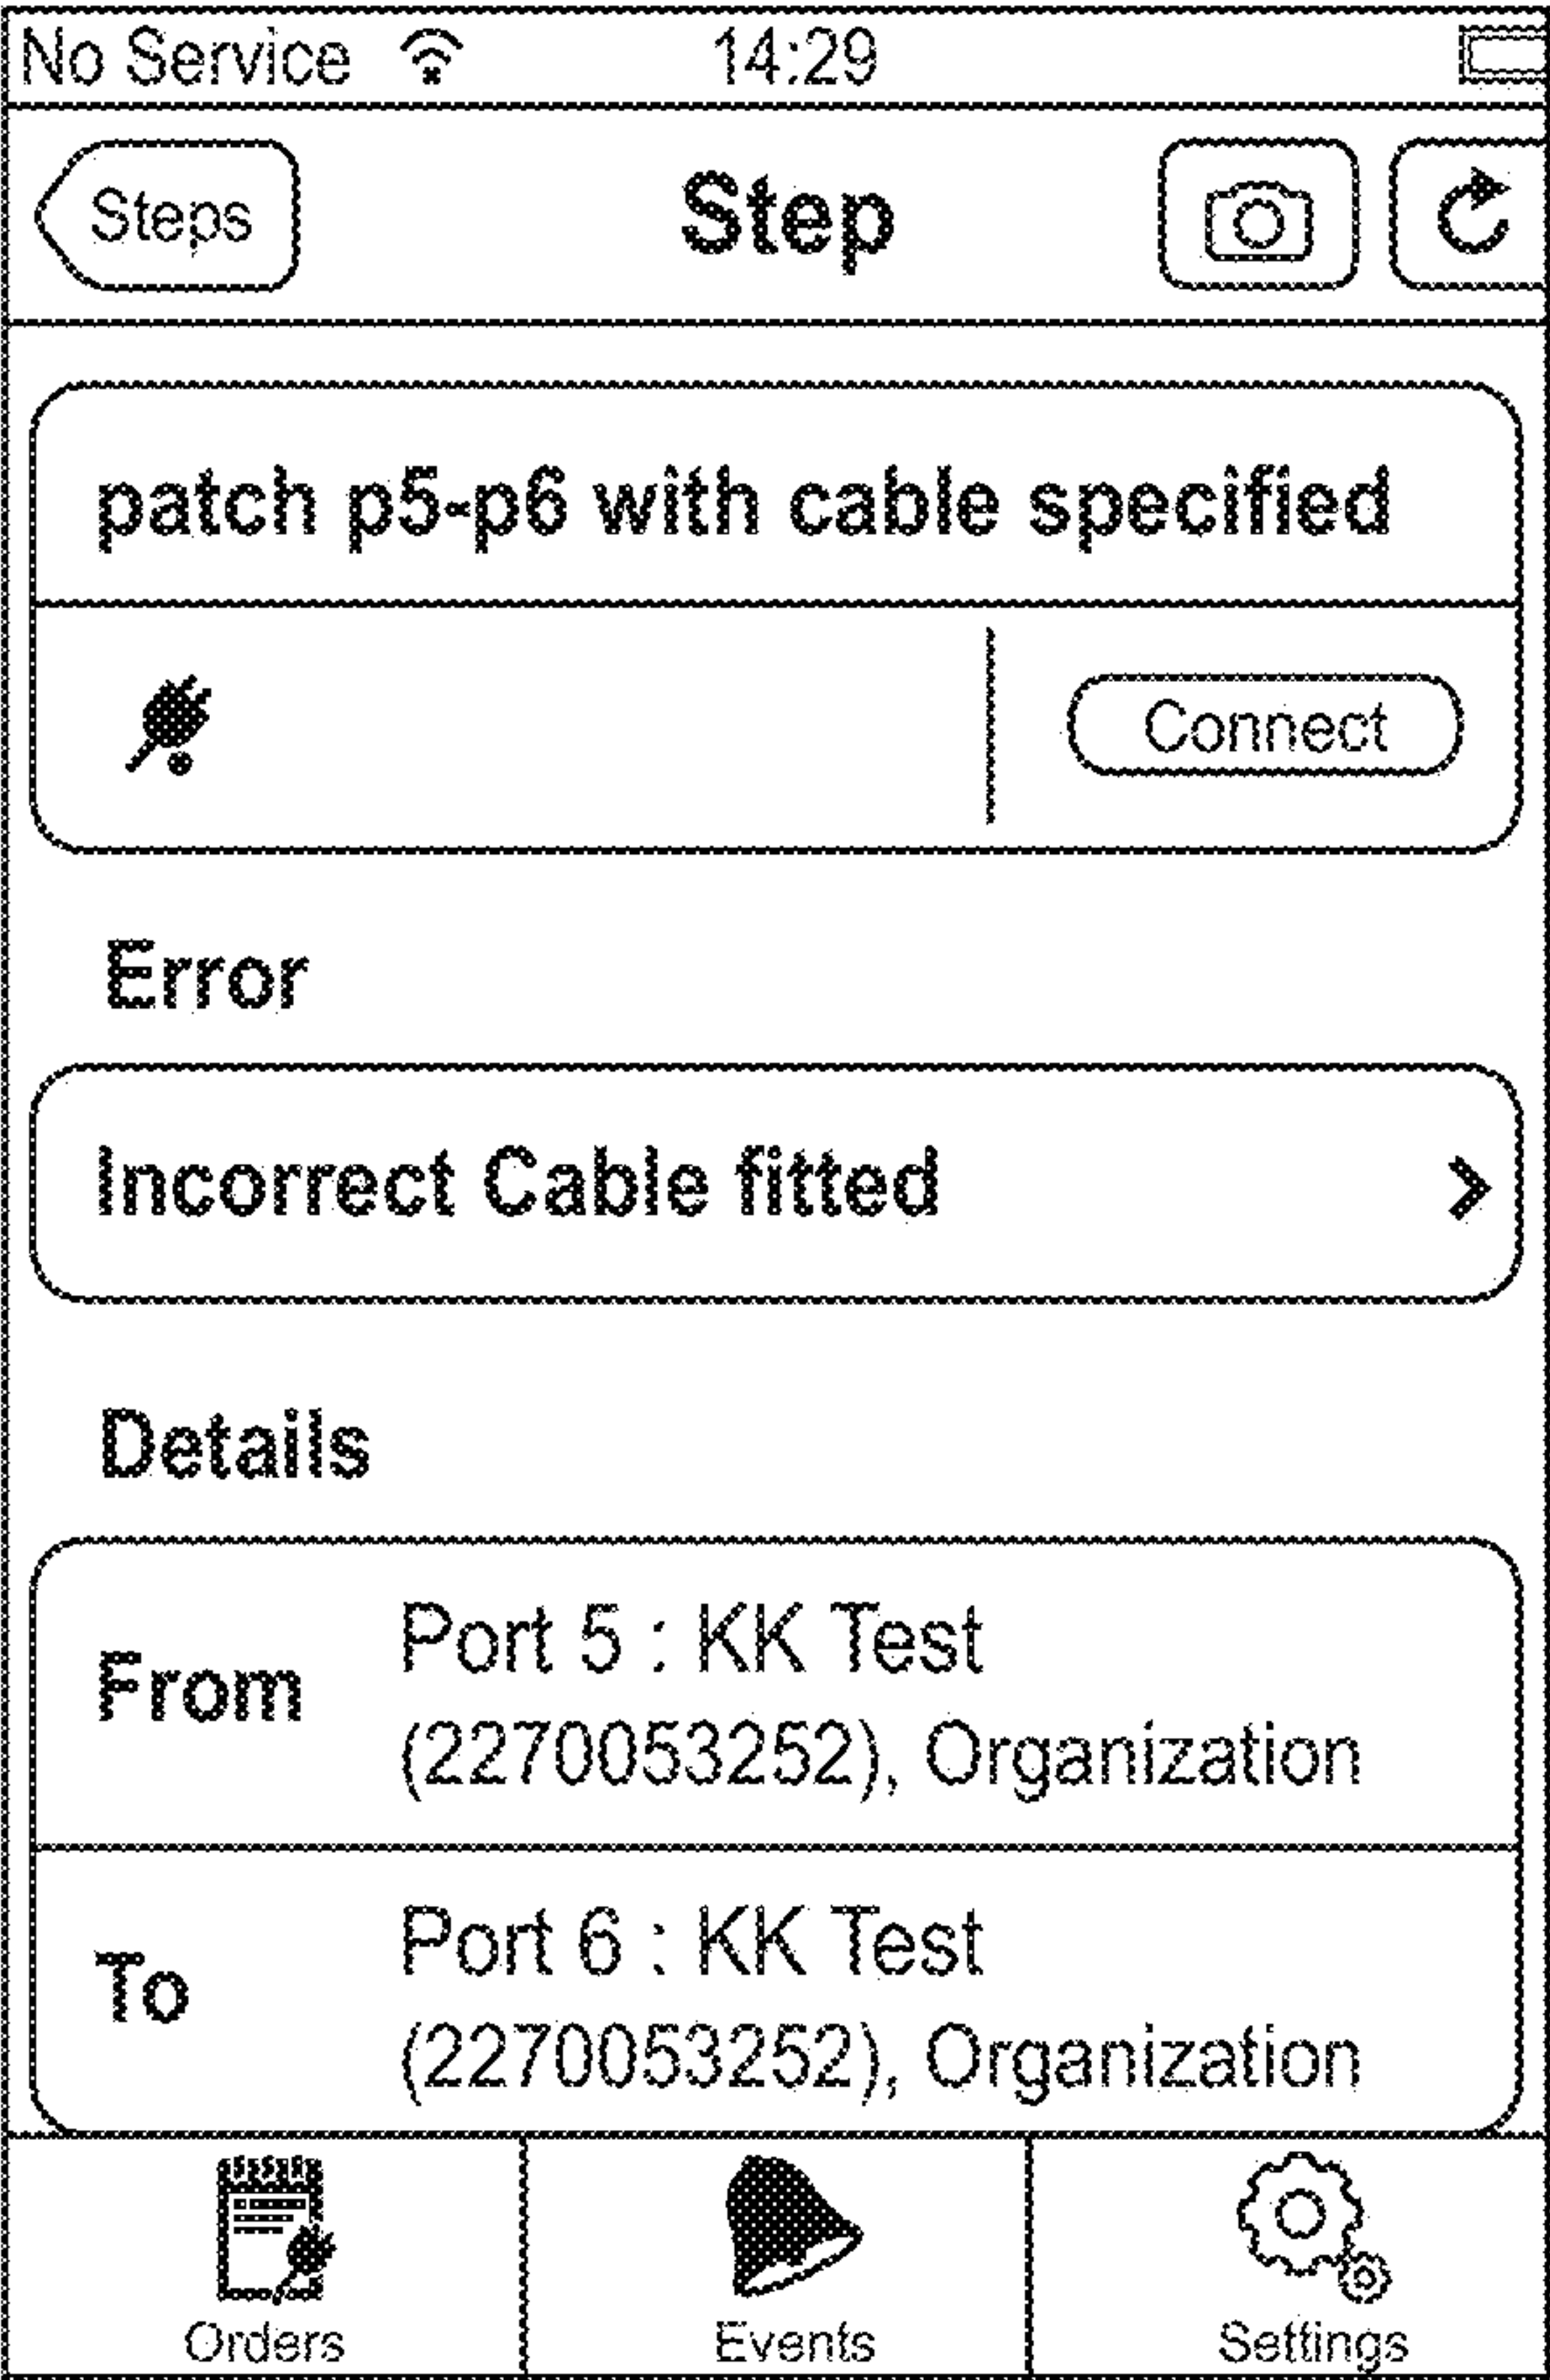 No Service 14:29
Steps Step
patch p5-p6 with cable specified
Connect
Error
Incorrect Cable fitted >
Details
From Port 5 : KK Test
(2270053252), Organization
To Port 6 : KK Test
(2270053252), Organization
Orders Events Settings